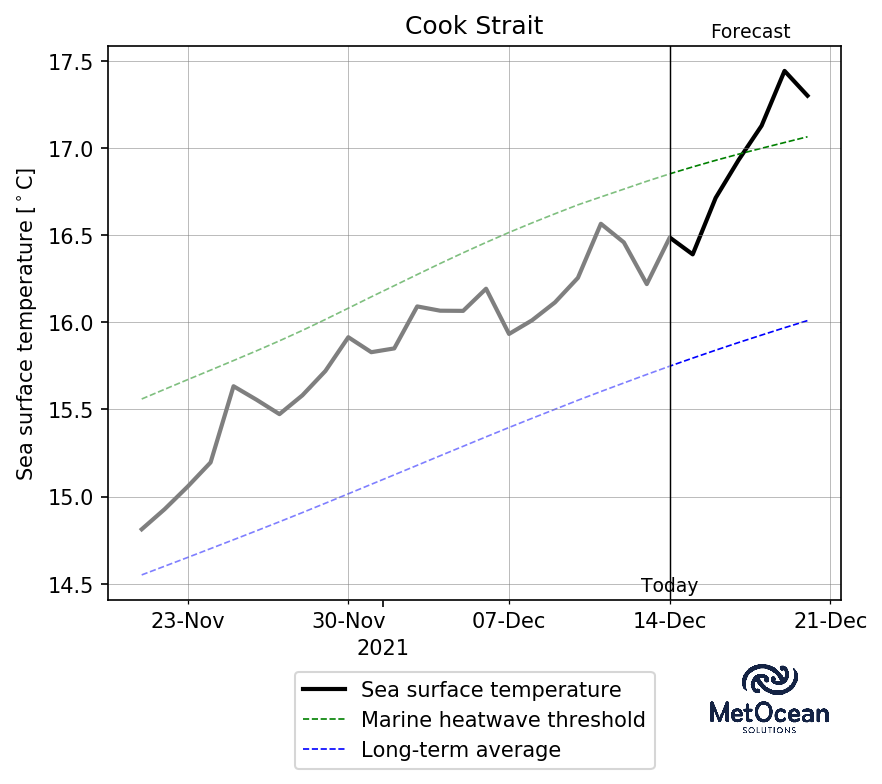 Cook Strait
Forecast
Sea surface temperature [°C]
17.5
17.0
16.5
16.0
15.5
15.0
14.5
Today
23-Nov 30-Nov 07-Dec 14-Dec 21-Dec
2021
Sea surface temperature
Marine heatwave threshold
Long-term average
MetOcean
SOLUTIONS